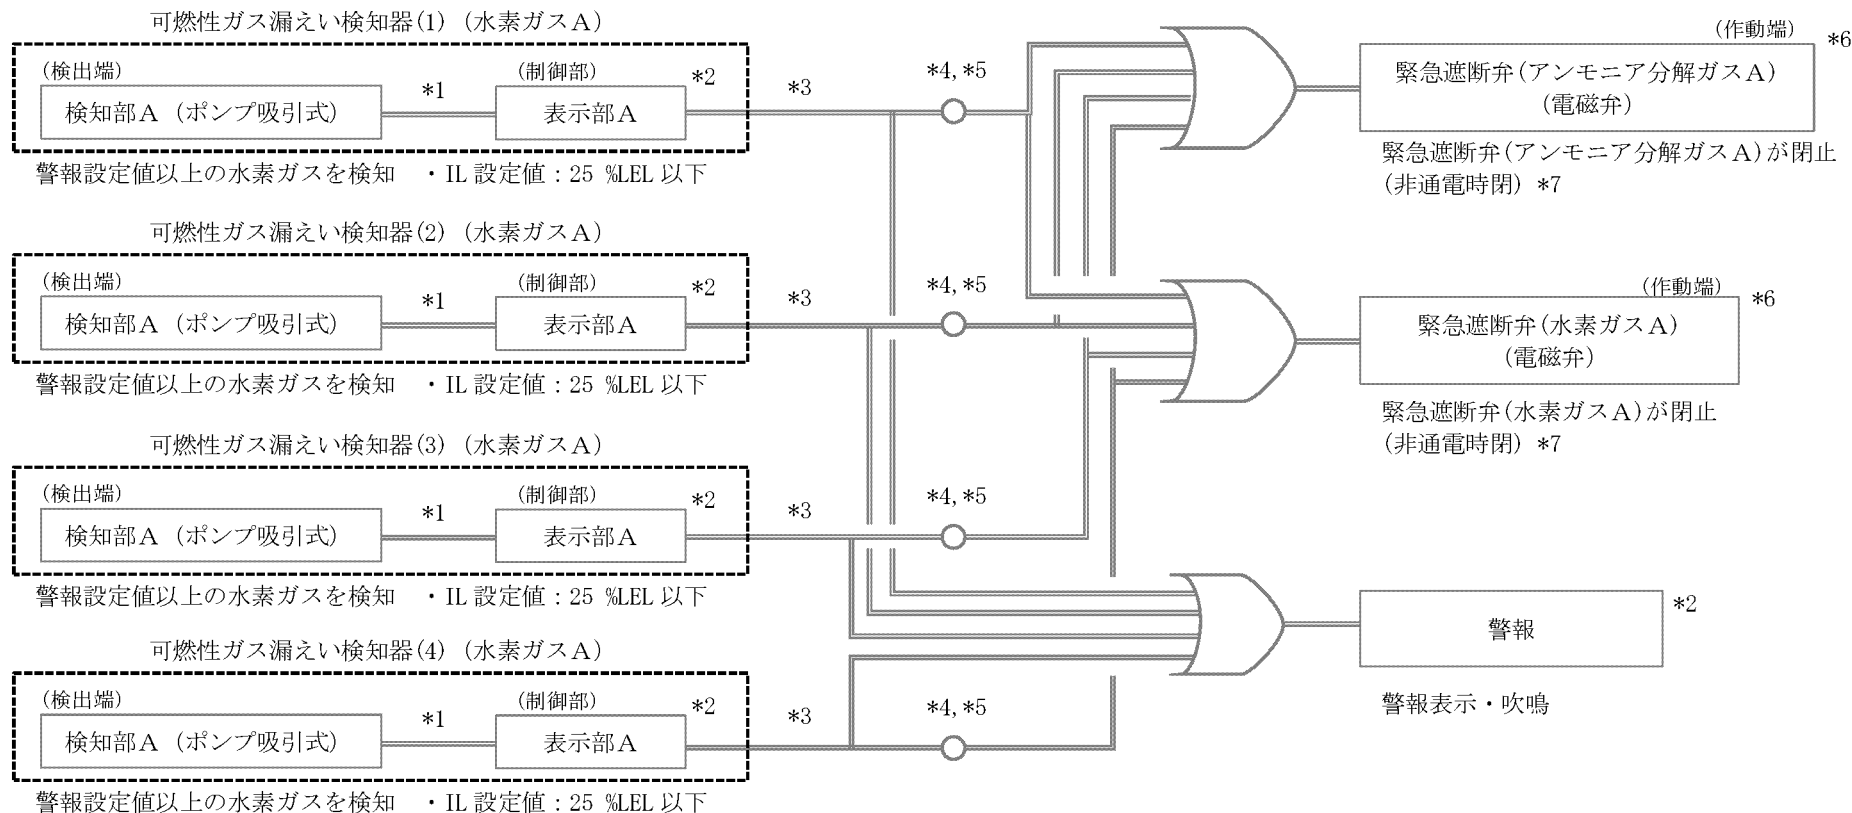 可燃性ガス漏えい検知器(1) (水素ガスA)
(検出端)
検知部A (ポンプ吸引式)
*1
(制御部)
表示部A
*2
*3
*4, *5
警報設定値以上の水素ガスを検知 ・IL 設定値：25 %LEL 以下
(作動端)
*6
緊急遮断弁(アンモニア分解ガスA)
(電磁弁)
緊急遮断弁(アンモニア分解ガスA)が閉止
(非通電時閉) *7
可燃性ガス漏えい検知器(2) (水素ガスA)
(検出端)
検知部A (ポンプ吸引式)
*1
(制御部)
表示部A
*2
*3
*4, *5
警報設定値以上の水素ガスを検知 ・IL 設定値：25 %LEL 以下
(作動端)
*6
緊急遮断弁(水素ガスA)
(電磁弁)
緊急遮断弁(水素ガスA)が閉止
(非通電時閉) *7
可燃性ガス漏えい検知器(3) (水素ガスA)
(検出端)
検知部A (ポンプ吸引式)
*1
(制御部)
表示部A
*2
*3
*4, *5
警報設定値以上の水素ガスを検知 ・IL 設定値：25 %LEL 以下
警報
*2
警報表示・吹鳴
可燃性ガス漏えい検知器(4) (水素ガスA)
(検出端)
検知部A (ポンプ吸引式)
*1
(制御部)
表示部A
*2
*3
*4, *5
警報設定値以上の水素ガスを検知 ・IL 設定値：25 %LEL 以下